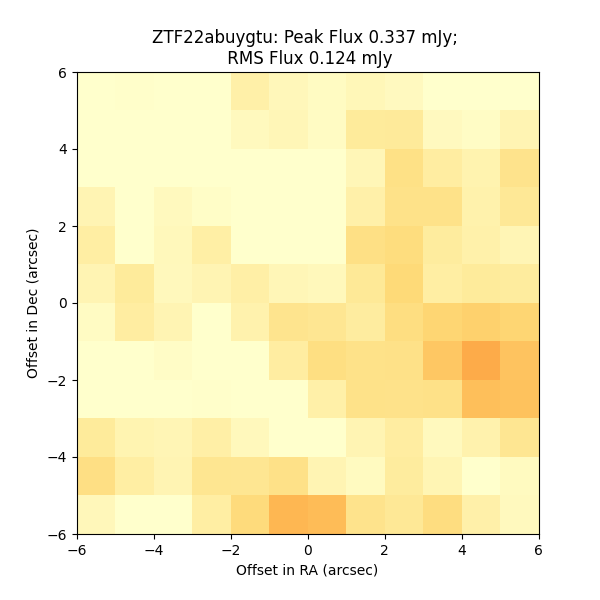 ZTF22abuygtu: Peak Flux 0.337 mJy;
RMS Flux 0.124 mJy
6
4
2
0
−2
−4
−6
Offset in Dec (arcsec)
−6 −4 −2 0 2 4 6
Offset in RA (arcsec)